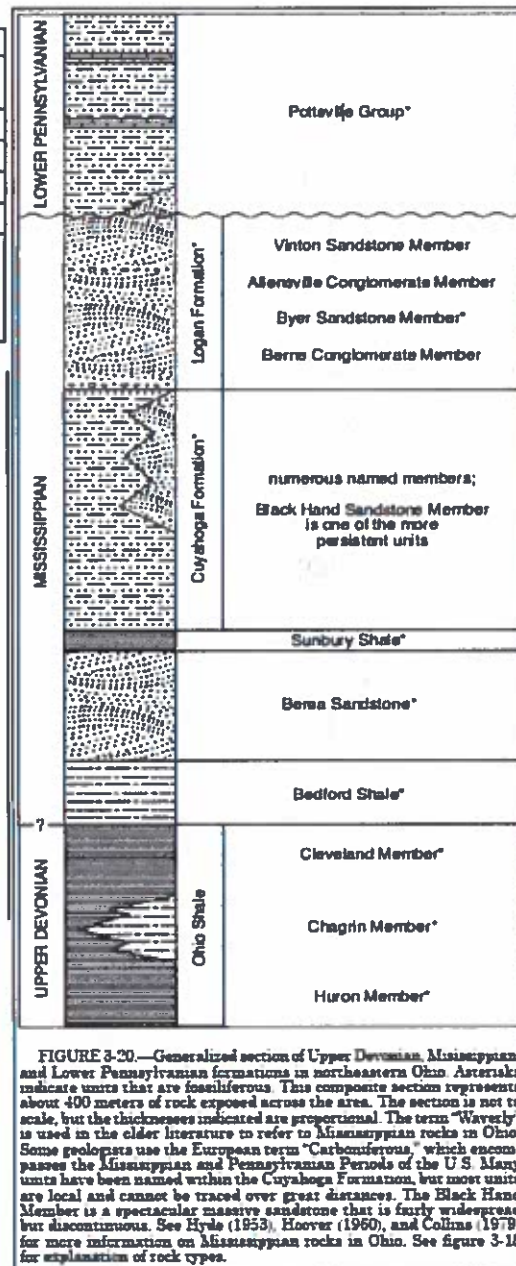 LOWER PENNSYLVANIAN
Pottsville Group*
Logan Formation*
Vinton Sandstone Member
Allensville Conglomerate Member
Byer Sandstone Member*
Berne Conglomerate Member
MISSISSIPPIAN
Cuyahoga Formation*
numerous named members;
Black Hand Sandstone Member
is one of the more
persistent units
Sunbury Shale*
Berea Sandstone*
Bedford Shale*
?
UPPER DEVONIAN
Ohio Shale
Cleveland Member*
Chagrin Member*
Huron Member*
FIGURE 3-20.—Generalized section of Upper Devonian, Mississippian,
and Lower Pennsylvanian formations in northeastern Ohio. Asterisks
indicate units that are fossiliferous. This composite section represents
about 400 meters of rock exposed across the area. The section is not to
scale, but the thicknesses indicated are proportional. The term "Waverly"
is used in the older literature to refer to Mississippian rocks in Ohio.
Some geologists use the European term "Carboniferous," which encom-
passes the Mississippian and Pennsylvanian Periods of the U.S. Many
units have been named within the Cuyahoga Formation, but most units
are local and cannot be traced over great distances. The Black Hand
Member is a spectacular massive sandstone that is fairly widespread
but discontinuous. See Hyde (1953), Hoover (1960), and Collins (1979)
for more information on Mississippian rocks in Ohio. See figure 3-18
for explanation of rock types.